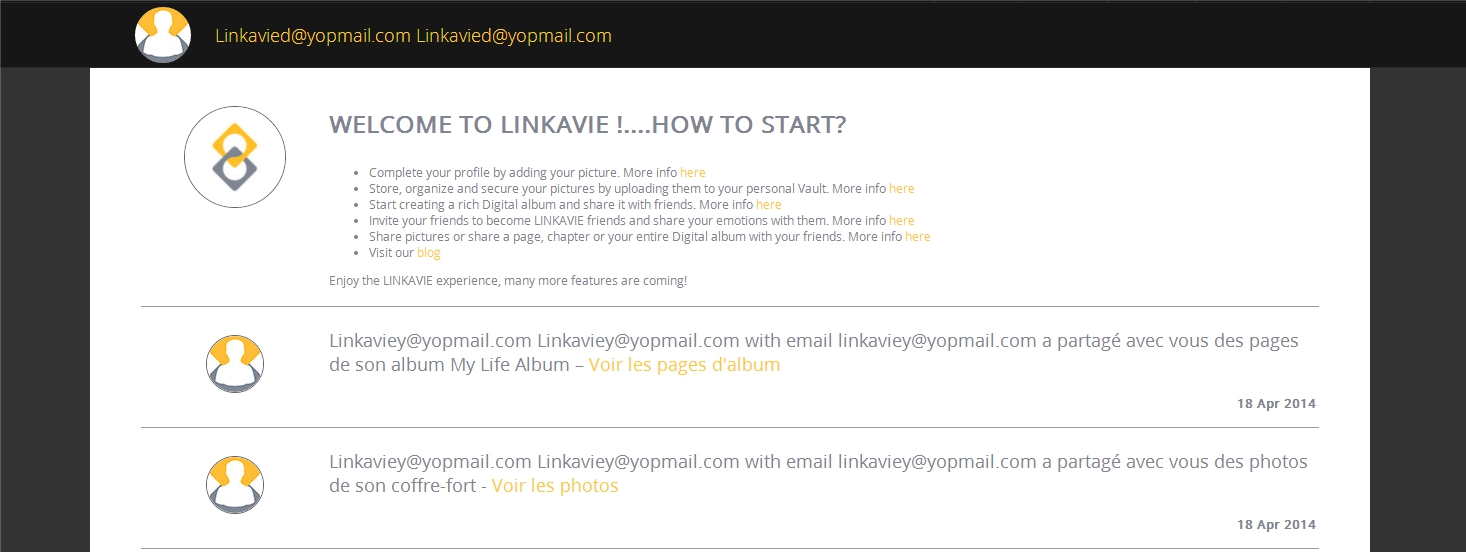 Linkavied@yopmail.com Linkavied@yopmail.com
WELCOME TO LINKAVIE !....HOW TO START?
• Complete your profile by adding your picture. More info here
• Store, organize and secure your pictures by uploading them to your personal Vault. More info here
• Start creating a rich Digital album and share it with friends. More info here
• Invite your friends to become LINKAVIE friends and share your emotions with them. More info here
• Share pictures or share a page, chapter or your entire Digital album with your friends. More info here
• Visit our blog
Enjoy the LINKAVIE experience, many more features are coming!
Linkaviey@yopmail.com Linkaviey@yopmail.com with email linkaviey@yopmail.com a partagé avec vous des pages
de son album My Life Album – Voir les pages d'album
18 Apr 2014
Linkaviey@yopmail.com Linkaviey@yopmail.com with email linkaviey@yopmail.com a partagé avec vous des photos
de son coffre-fort - Voir les photos
18 Apr 2014